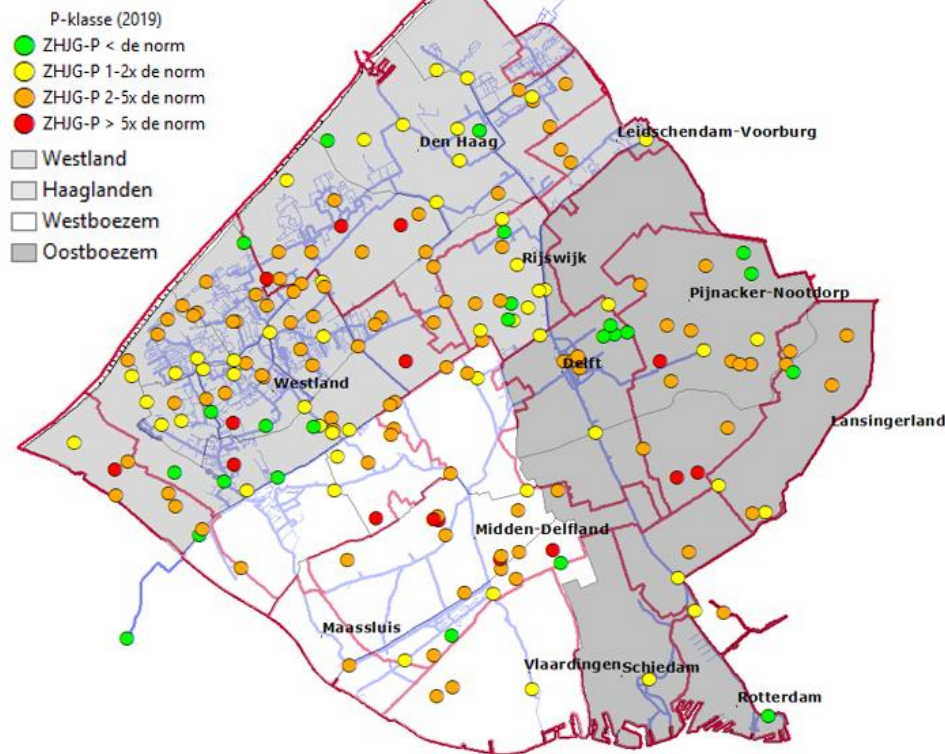 P-klasse (2019)
ZHJG-P < de norm
ZHJG-P 1-2x de norm
ZHJG-P 2-5x de norm
ZHJG-P > 5x de norm
Westland
Haaglanden
Westboezem
Oostboezem
Leidschendam-Voorburg
Den Haag
Rijswijk
Pijnacker-Nootdorp
Delft
Westland
Lansingerland
Midden-Delfland
Maassluis
Vlaardingen Schiedam
Rotterdam